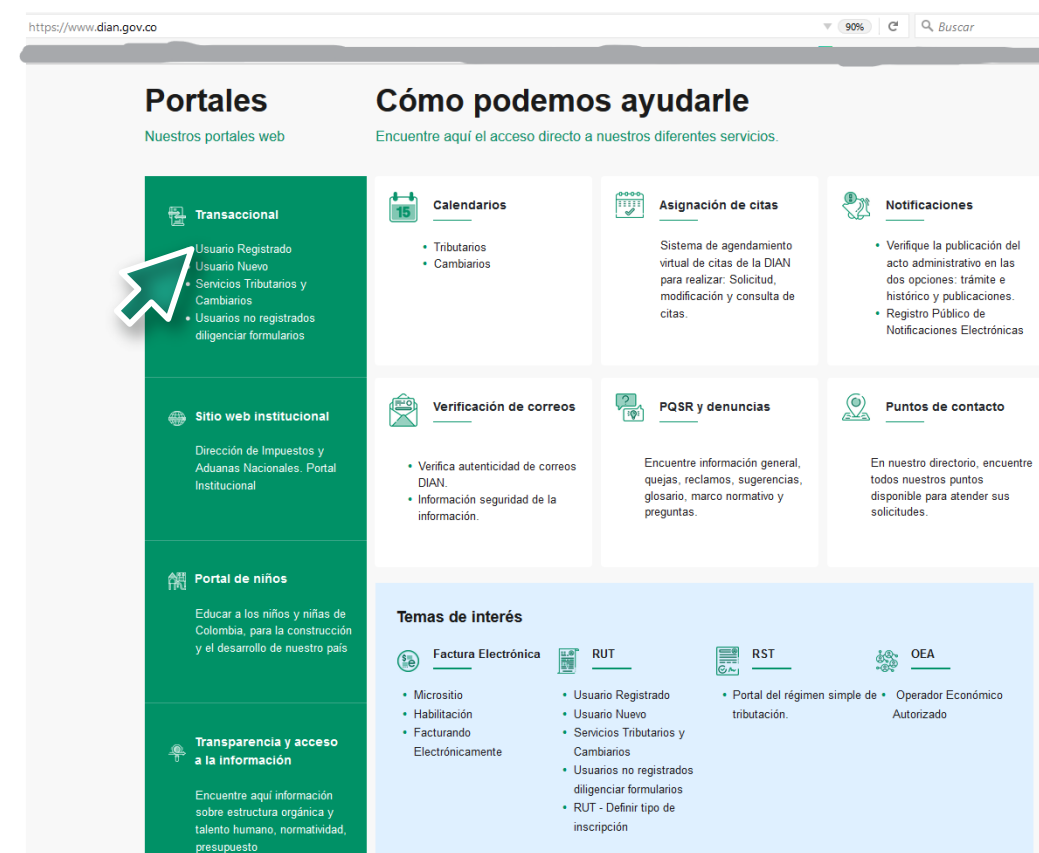 https://www.dian.gov.co
90%
Buscar
Portales
Nuestros portales web
Cómo podemos ayudarle
Encuentre aquí el acceso directo a nuestros diferentes servicios.
Transaccional
• Usuario Registrado
• Usuario Nuevo
• Servicios Tributarios y
Cambiarios
• Usuarios no registrados
diligenciar formularios
Sitio web institucional
Dirección de Impuestos y
Aduanas Nacionales. Portal
Institucional
Portal de niños
Educar a los niños y niñas de
Colombia, para la construcción
y el desarrollo de nuestro país
Transparencia y acceso
a la información
Encuentre aquí información
sobre estructura orgánica y
talento humano, normatividad,
presupuesto
15
Calendarios
• Tributarios
• Cambiarios
Asignación de citas
Sistema de agendamiento
virtual de citas de la DIAN
para realizar: Solicitud,
modificación y consulta de
citas.
Notificaciones
• Verifique la publicación del
acto administrativo en las
dos opciones: trámite e
histórico y publicaciones.
• Registro Público de
Notificaciones Electrónicas
Verificación de correos
• Verifica autenticidad de correos
DIAN.
• Información seguridad de la
información.
PQSR y denuncias
Encuentre información general,
quejas, reclamos, sugerencias,
glosario, marco normativo y
preguntas.
Puntos de contacto
En nuestro directorio, encuentre
todos nuestros puntos
disponible para atender sus
solicitudes.
Temas de interés
Factura Electrónica
• Micrositio
• Habilitación
• Facturando
Electrónicamente
RUT
• Usuario Registrado
• Usuario Nuevo
• Servicios Tributarios y
Cambiarios
• Usuarios no registrados
diligenciar formularios
• RUT - Definir tipo de
inscripción
RST
• Portal del régimen simple de
tributación.
OEA
• Operador Económico
Autorizado